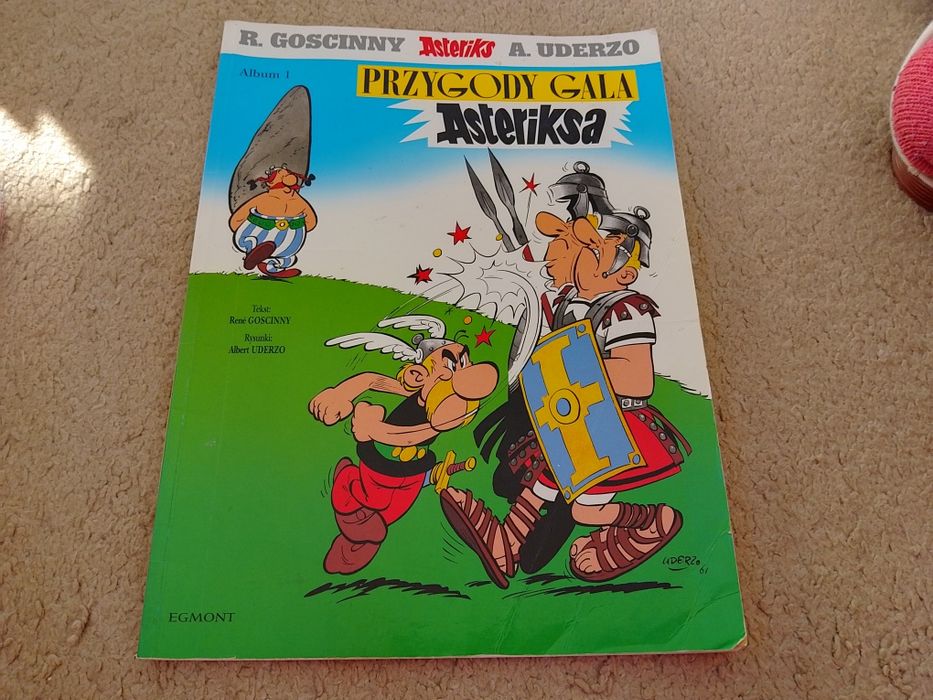 R. GOSCINNY Asteriks A. UDERZO
Album 1
PRZYGODY GALA
Asteriksa
Tekst:
René GOSCINNY
Rysunki:
Albert UDERZO
UDERZO
61
EGMONT